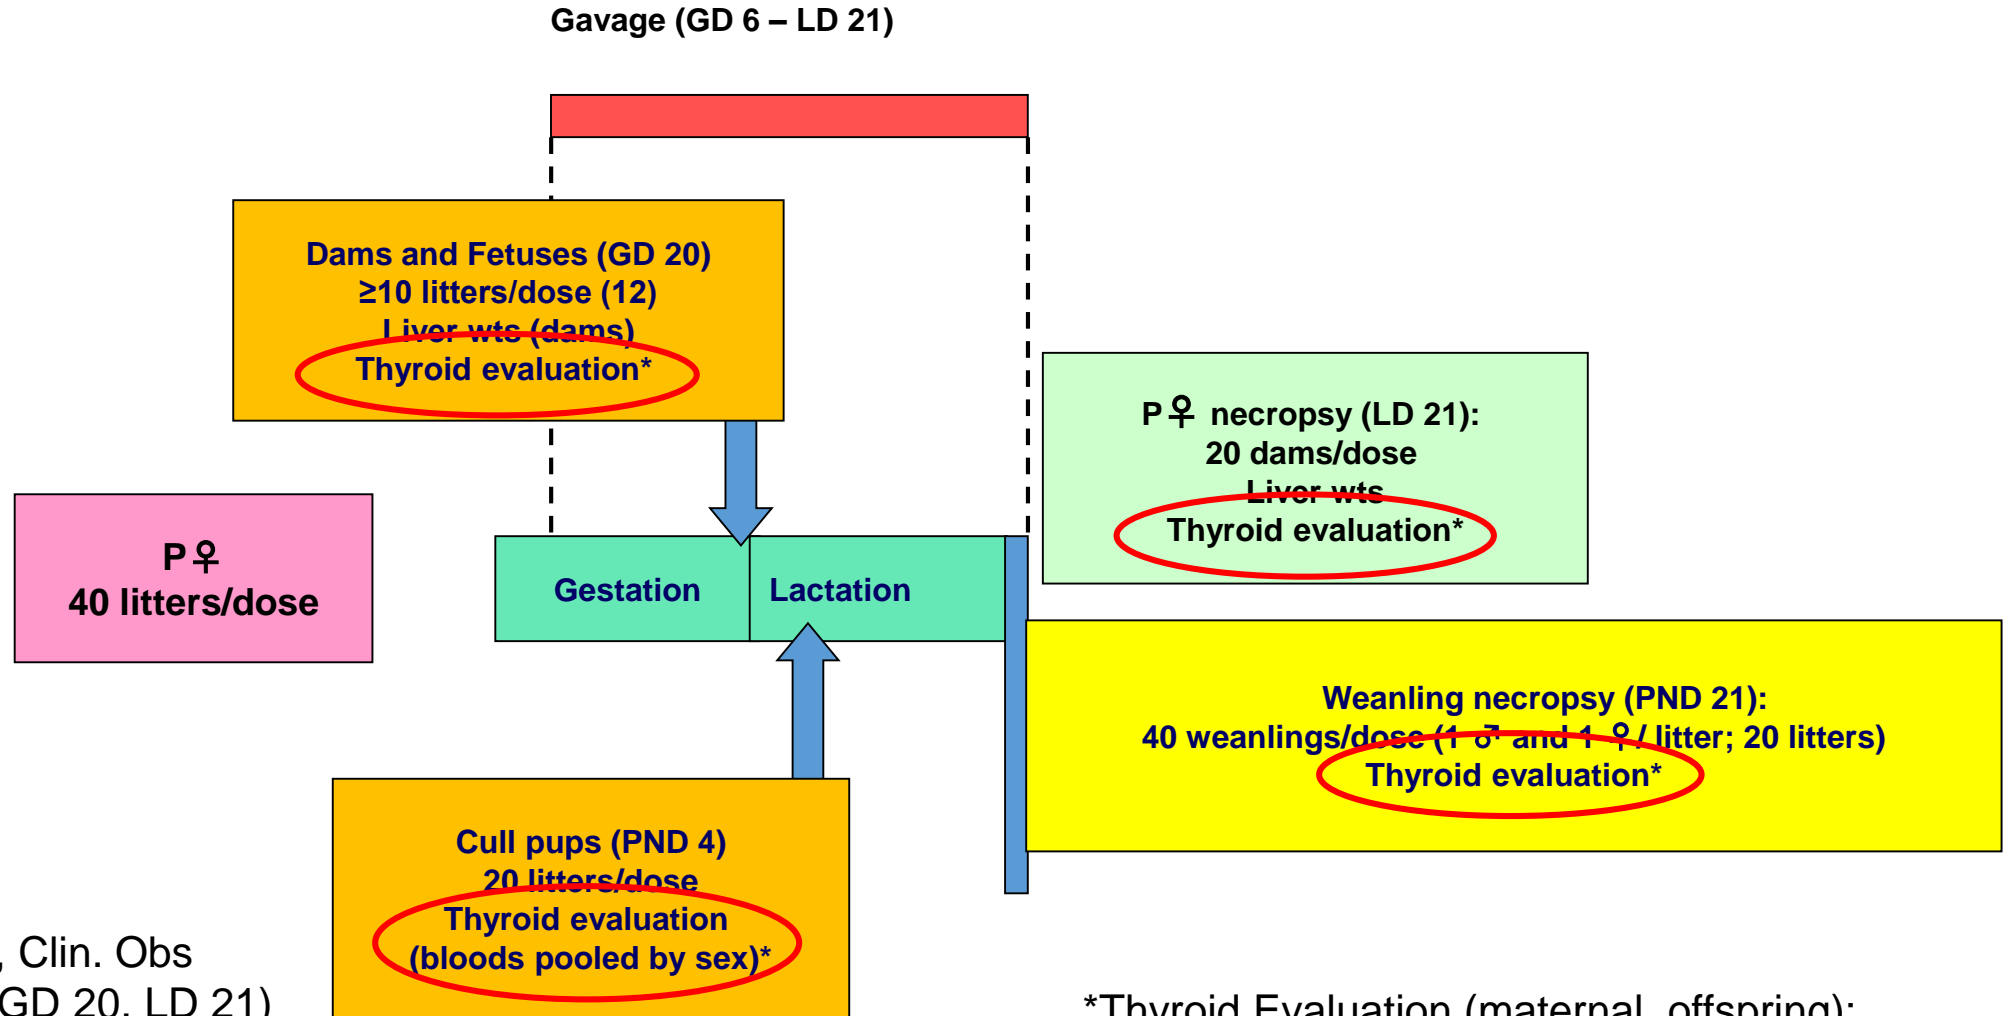 Gavage (GD 6 – LD 21)
Dams and Fetuses (GD 20)
≥10 litters/dose (12)
Liver wts (dams)
Thyroid evaluation*
P♀ necropsy (LD 21):
20 dams/dose
Liver wts
Thyroid evaluation*
P♀
40 litters/dose
Gestation
Lactation
Weanling necropsy (PND 21):
40 weanlings/dose (1 ♂ and 1 ♀/ litter; 20 litters)
Thyroid evaluation*
Cull pups (PND 4)
20 litters/dose
Thyroid evaluation
(bloods pooled by sex)*
, Clin. Obs
GD 20, LD 21)
*Thyroid Evaluation (maternal, offspring):